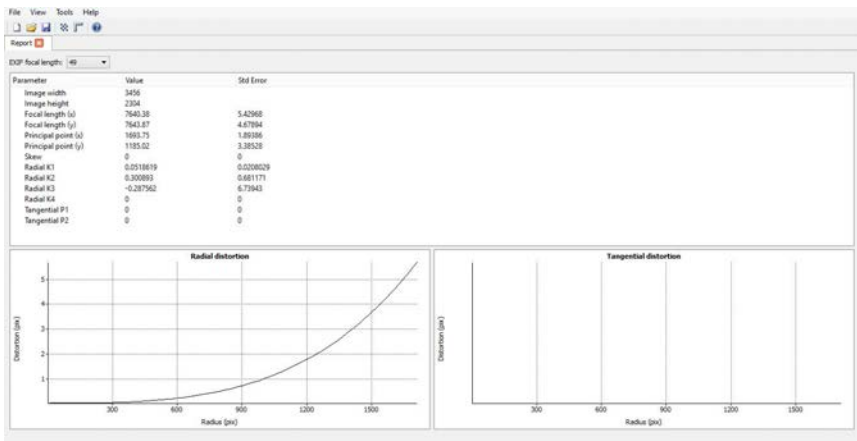 File View Tools Help
Report
EXIF focal length: 49
Parameter Value Std Error
Image width 3456
Image height 2304
Focal length (x) 7640.38 5.42968
Focal length (y) 7643.87 4.67894
Principal point (x) 1693.75 1.89386
Principal point (y) 1185.02 3.38528
Skew 0 0
Radial K1 0.0518619 0.0208029
Radial K2 0.300893 0.681171
Radial K3 -0.287562 6.73943
Radial K4 0 0
Tangential P1 0 0
Tangential P2 0 0
Radial distortion
Distortion (pix)
5
4
3
2
1
300 600 900 1200 1500
Radius (pix)
Tangential distortion
Distortion (pix)
300 600 900 1200 1500
Radius (pix)